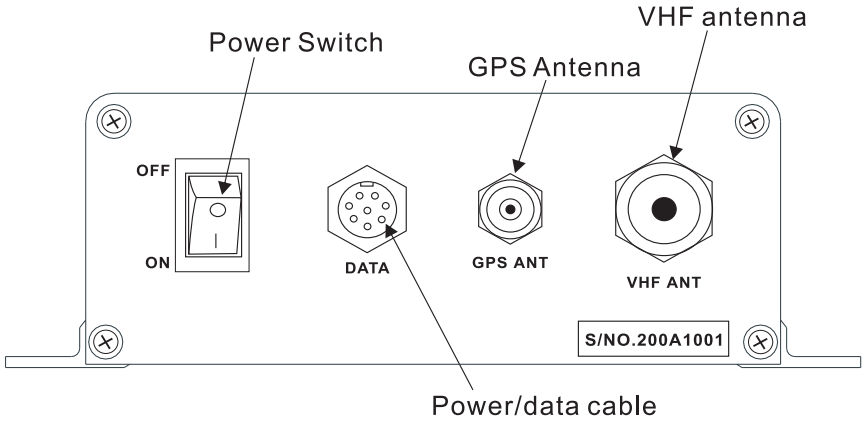 VHF antenna
Power Switch
GPS Antenna
OFF
ON
DATA
GPS ANT
VHF ANT
S/NO.200A1001
Power/data cable